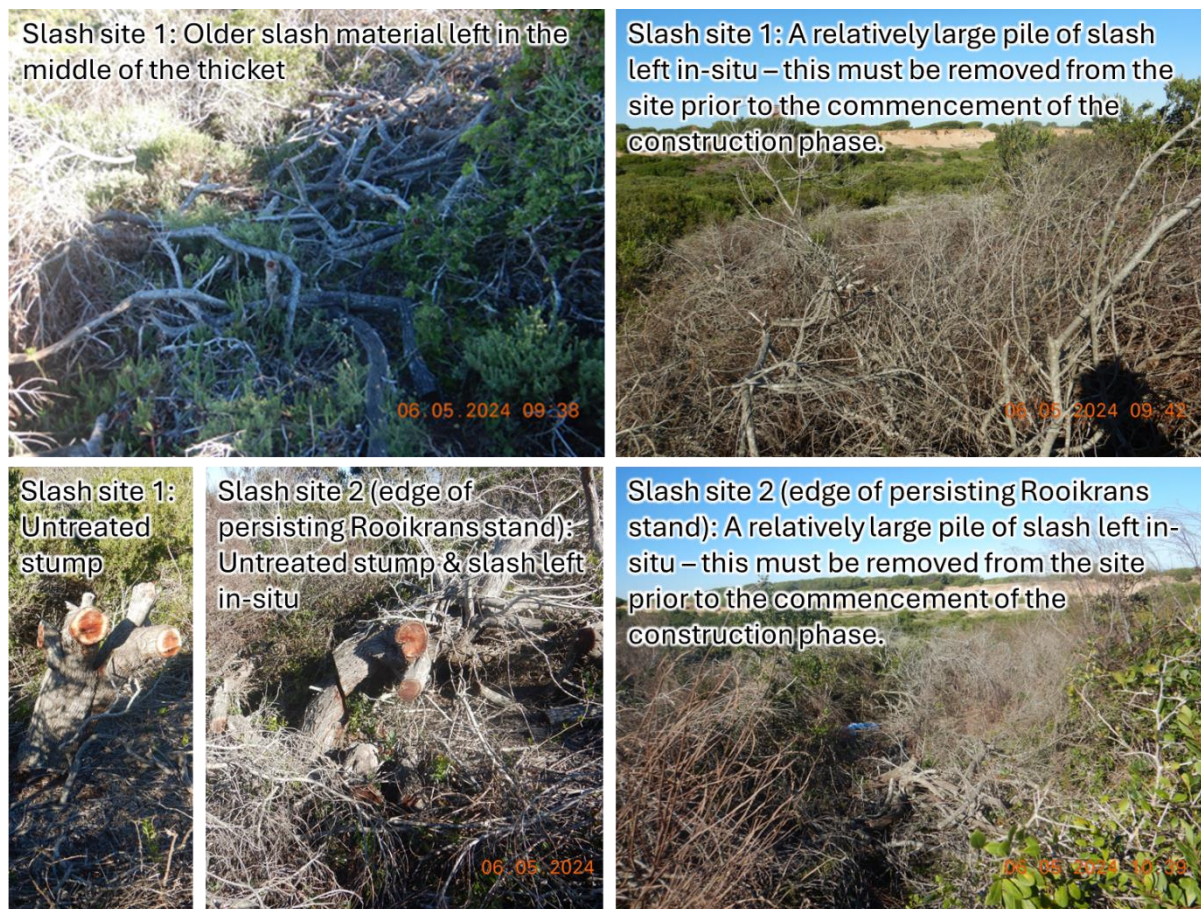 Slash site 1: Older slash material left in the
middle of the thicket
06.05.2024 09:38
Slash site 1: A relatively large pile of slash
left in-situ – this must be removed from the
site prior to the commencement of the
construction phase.
06.05.2024 09:42
Slash site 1:
Untreated
stump
Slash site 2 (edge of
persisting Rooikrans stand):
Untreated stump & slash left
in-situ
06.05.2024
Slash site 2 (edge of persisting Rooikrans
stand): A relatively large pile of slash left in-
situ – this must be removed from the site
prior to the commencement of the
construction phase.
06.05.2024 10:39